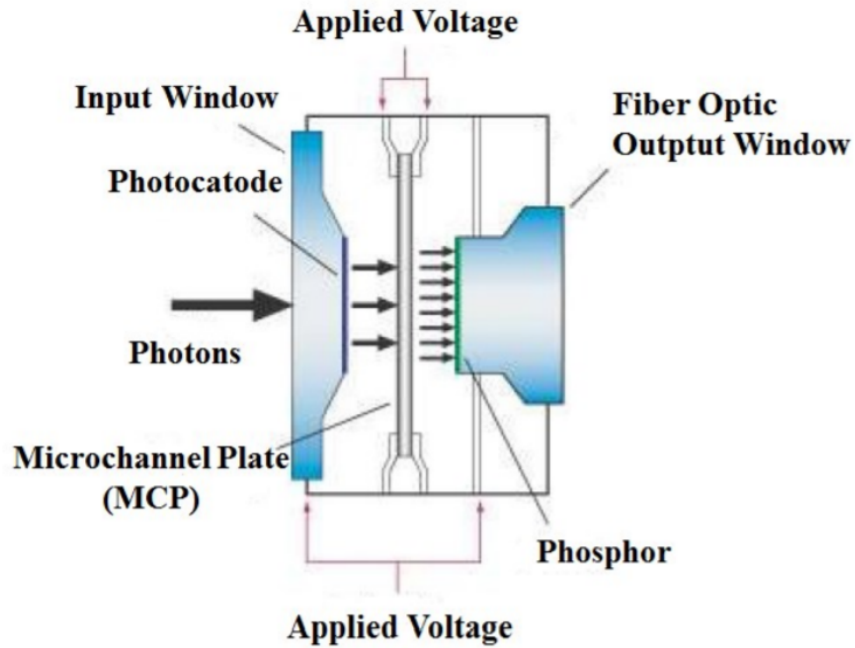 Applied Voltage
Input Window
Fiber Optic
Outptut Window
Photocatode
Photons
Microchannel Plate
(MCP)
Phosphor
Applied Voltage